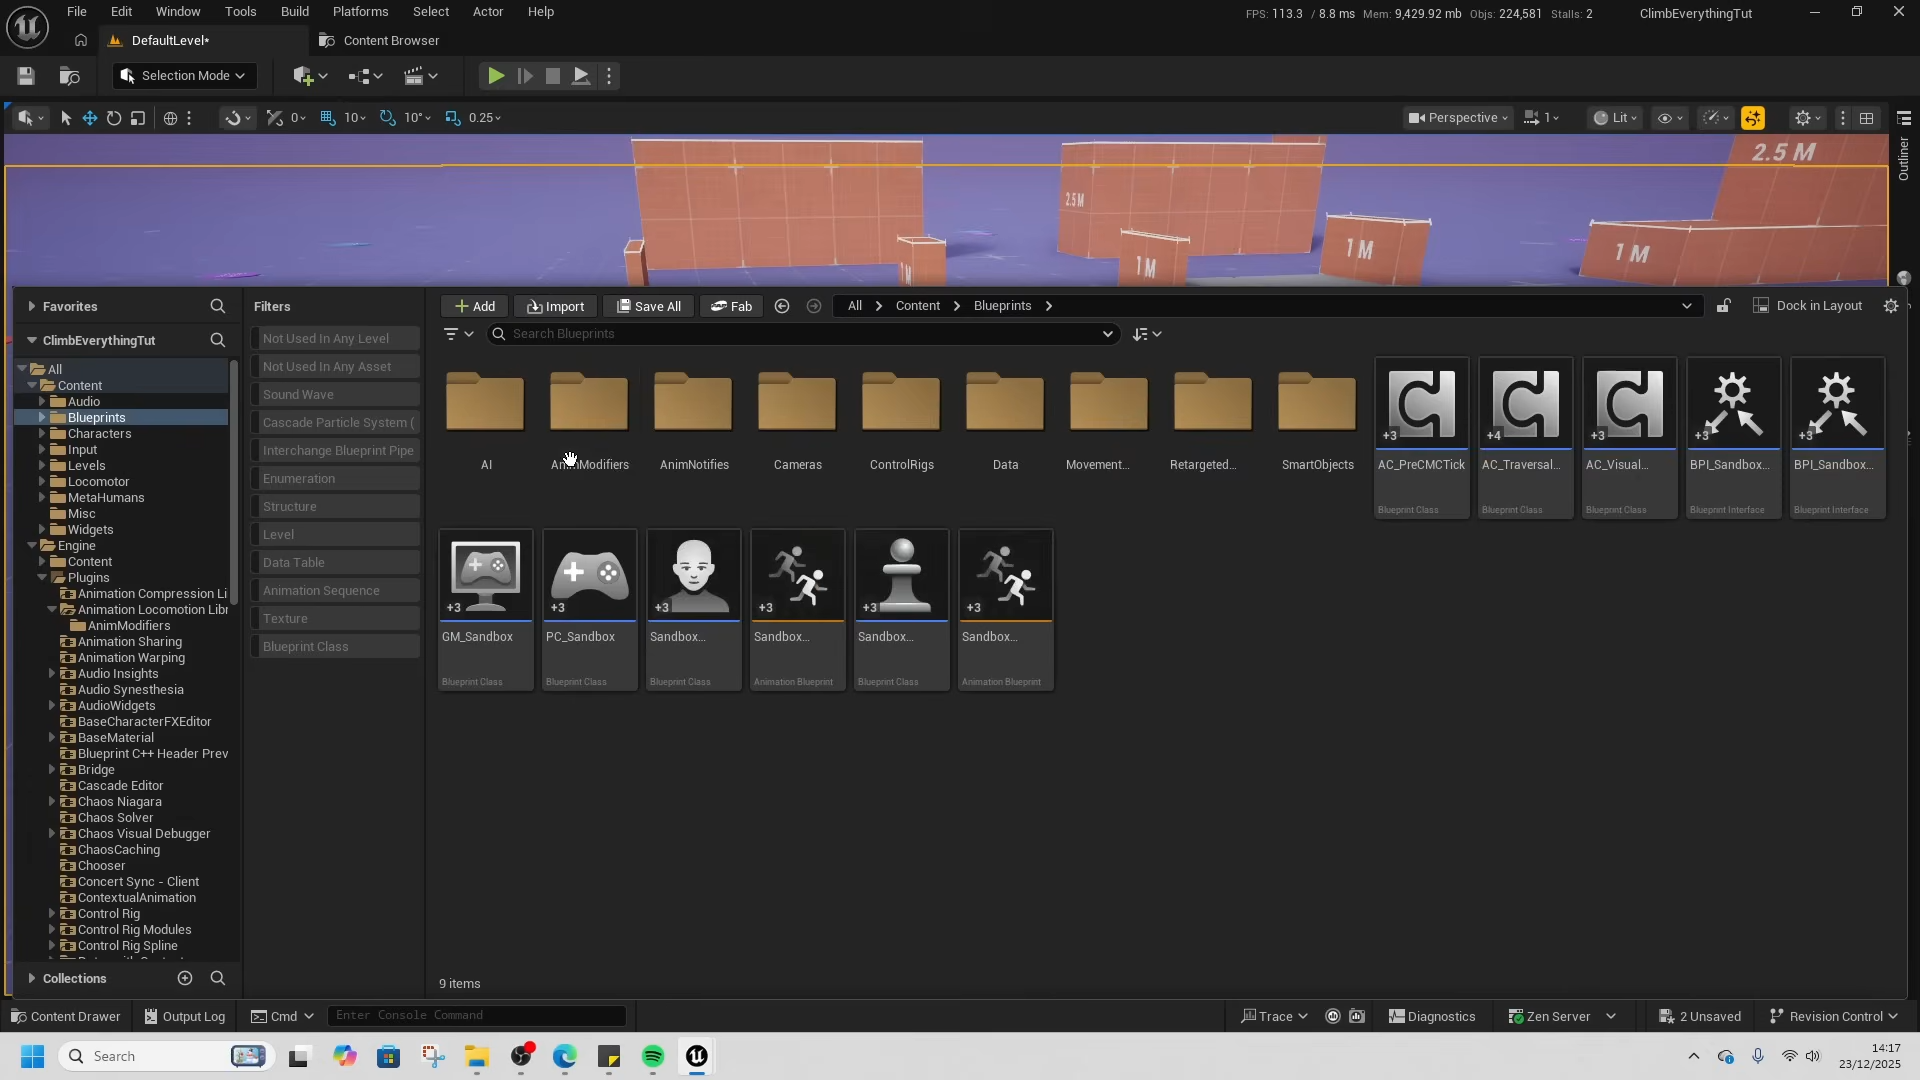 File Edit Window Tools Build Platforms Select Actor Help
FPS: 113.3 / 8.8 ms Mem: 9,429.92 mb Objs: 224,581 Stalls: 2
ClimbEverythingTut
DefaultLevel*
Content Browser
Selection Mode
0
10
10°
0.25
Perspective
1
Lit
2.5 M
2.5 M
1 M
1 M
1 M
Outliner
Favorites
Filters
Add
Import
Save All
Fab
All
Content
Blueprints
Dock in Layout
ClimbEverythingTut
Search Blueprints
All
Content
Audio
Blueprints
Characters
Input
Levels
Locomotor
MetaHumans
Misc
Widgets
Engine
Content
Plugins
Animation Compression Li
Animation Locomotion Libr
AnimModifiers
Animation Sharing
Animation Warping
Audio Insights
Audio Synesthesia
AudioWidgets
BaseCharacterFXEditor
BaseMaterial
Blueprint C++ Header Prev
Bridge
Cascade Editor
Chaos Niagara
Chaos Solver
Chaos Visual Debugger
ChaosCaching
Chooser
Concert Sync - Client
ContextualAnimation
Control Rig
Control Rig Modules
Control Rig Spline
Collections
Not Used In Any Level
Not Used In Any Asset
Sound Wave
Cascade Particle System (
Interchange Blueprint Pipe
Enumeration
Structure
Level
Data Table
Animation Sequence
Texture
Blueprint Class
AI
AnimModifiers
AnimNotifies
Cameras
ControlRigs
Data
Movement...
Retargeted...
SmartObjects
+3
AC_PreCMCTick
Blueprint Class
+4
AC_Traversal...
Blueprint Class
+3
AC_Visual...
Blueprint Class
+3
BPI_Sandbox...
Blueprint Interface
+3
BPI_Sandbox...
Blueprint Interface
+3
GM_Sandbox
Blueprint Class
+3
PC_Sandbox
Blueprint Class
+3
Sandbox...
Blueprint Class
+3
Sandbox...
Animation Blueprint
+3
Sandbox...
Blueprint Class
+3
Sandbox...
Animation Blueprint
9 items
Content Drawer
Output Log
Cmd
Enter Console Command
Trace
Diagnostics
Zen Server
2 Unsaved
Revision Control
Search
14:17
23/12/2025